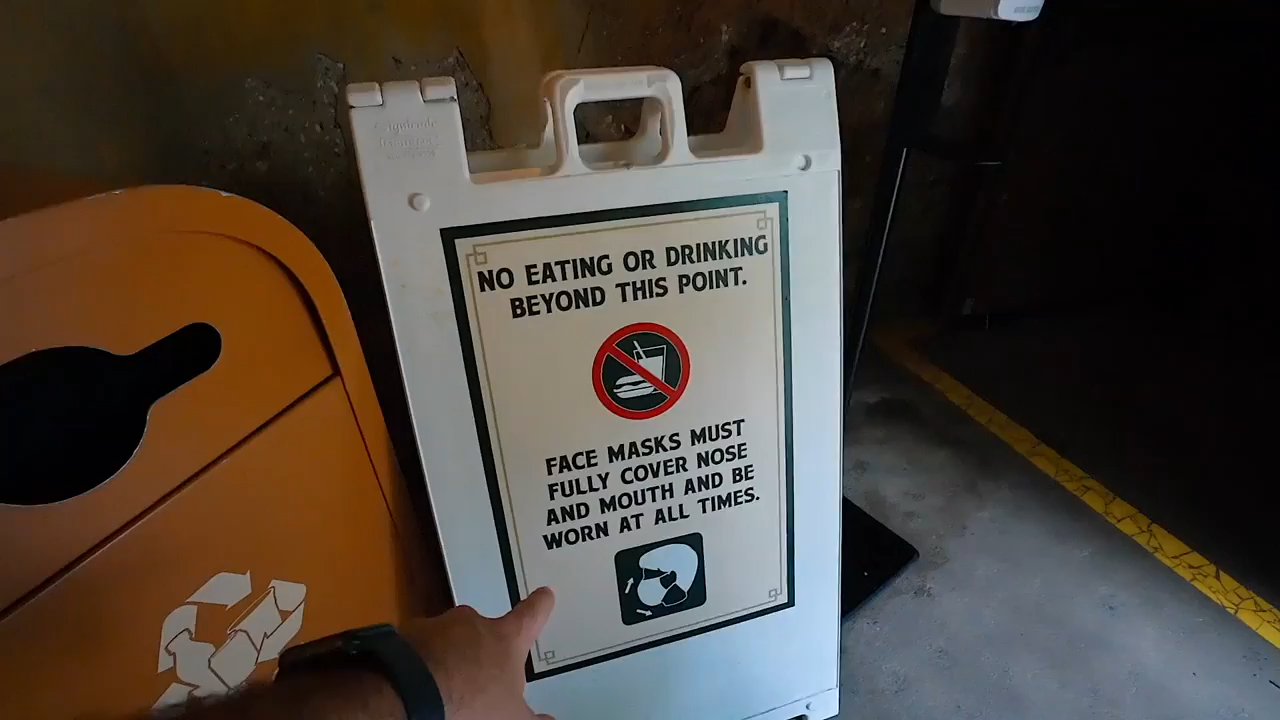 NO EATING OR DRINKING
BEYOND THIS POINT.
FACE MASKS MUST
FULLY COVER NOSE
AND MOUTH AND BE
WORN AT ALL TIMES.